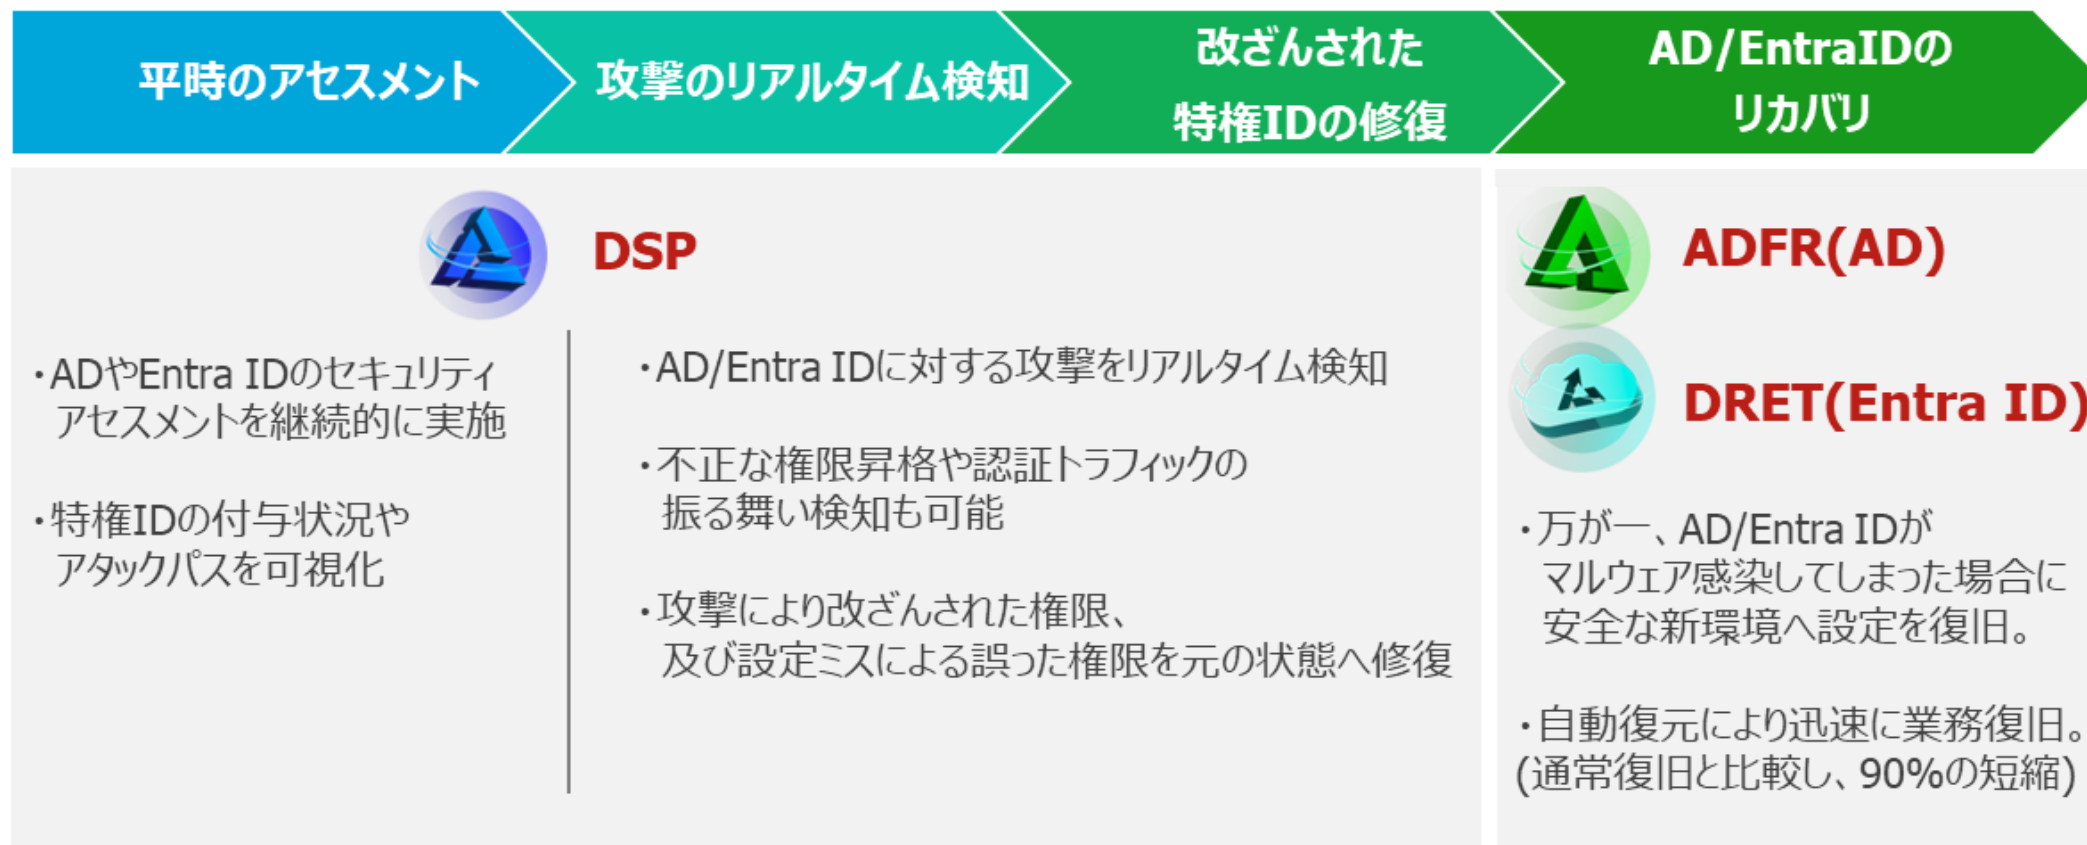 平時のアセスメント
攻撃のリアルタイム検知
改ざんされた
特権IDの修復
AD/EntraIDの
リカバリ
DSP
・ADやEntra IDのセキュリティ
アセスメントを継続的に実施
・特権IDの付与状況や
アタックパスを可視化
・AD/Entra IDに対する攻撃をリアルタイム検知
・不正な権限昇格や認証トラフィックの
振る舞い検知も可能
・攻撃により改ざんされた権限、
及び設定ミスによる誤った権限を元の状態へ修復
ADFR(AD)
DRET(Entra ID)
・万が一、AD/Entra IDが
マルウェア感染してしまった場合に
安全な新環境へ設定を復旧。
・自動復元により迅速に業務復旧。
(通常復旧と比較し、90%の短縮)